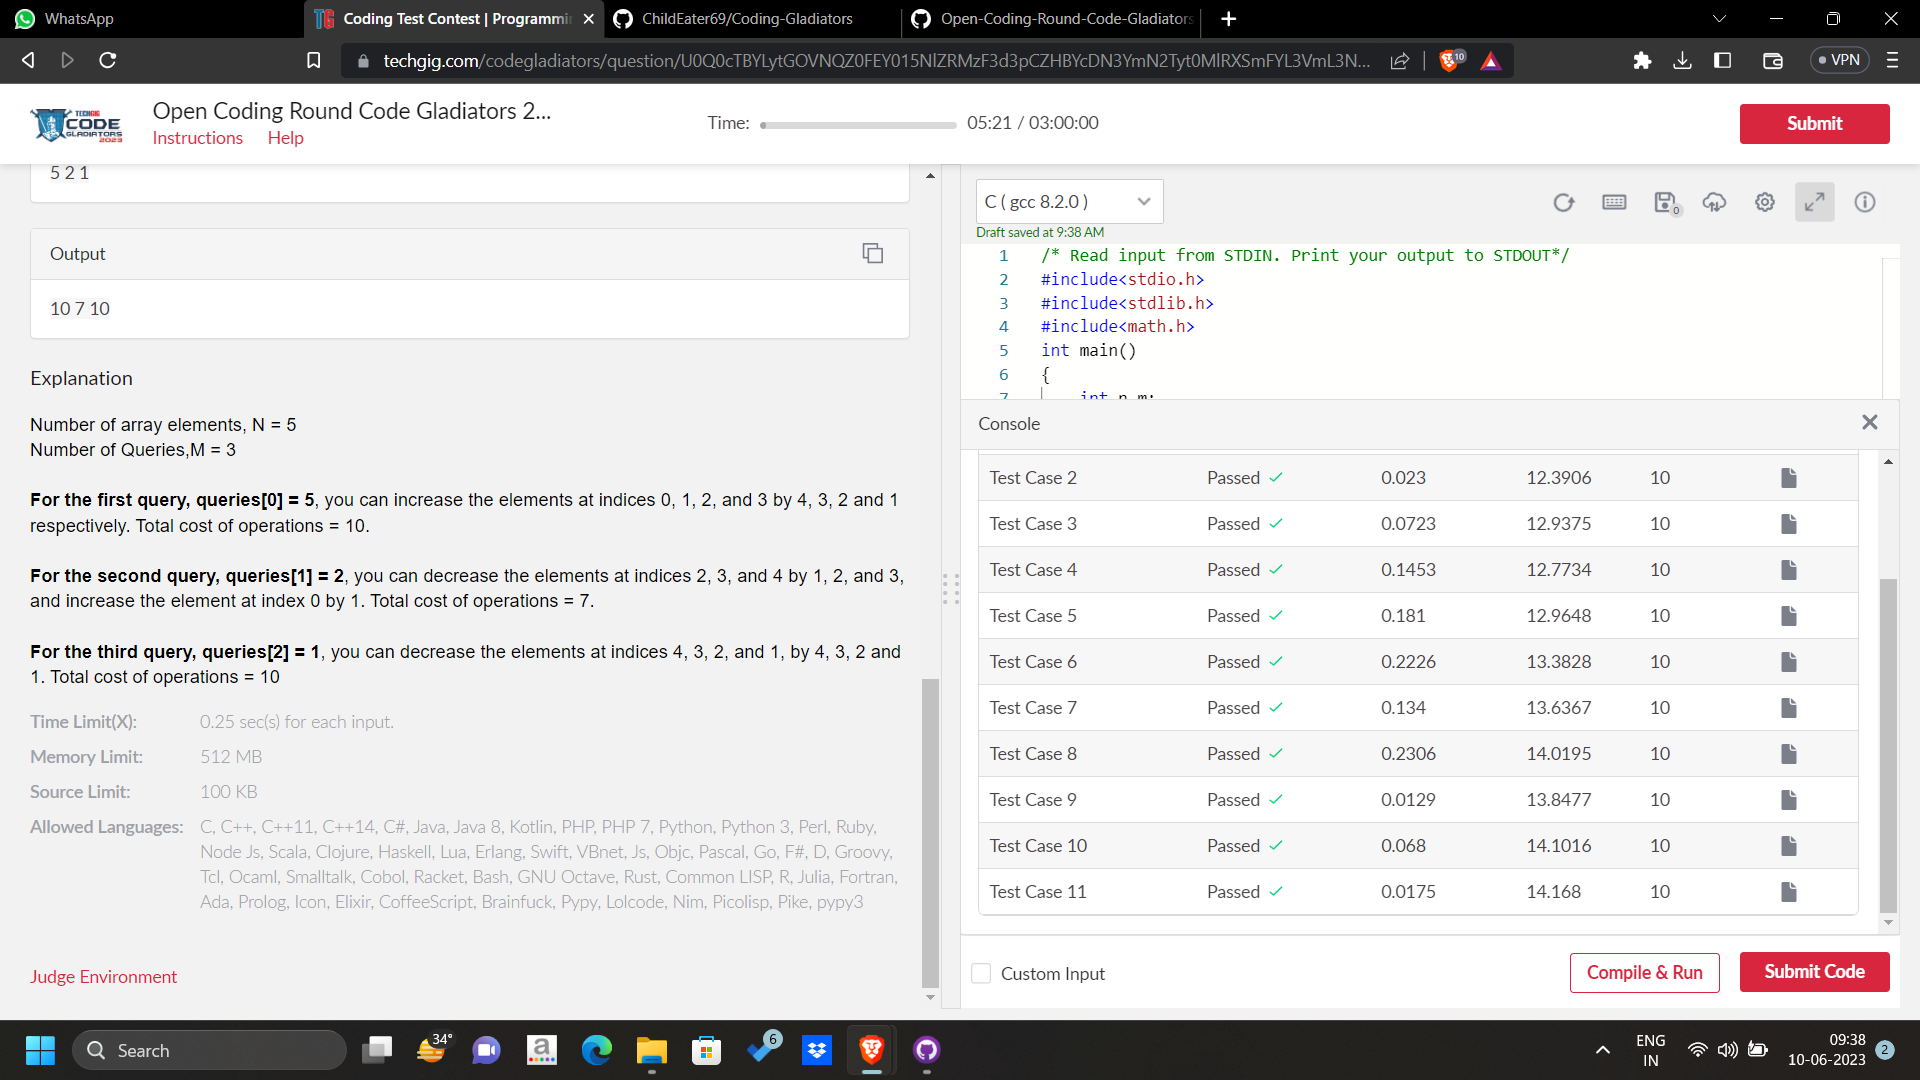 WhatsApp
Coding Test Contest | Programmi
ChildEater69/Coding-Gladiators
Open-Coding-Round-Code-Gladiators
techgig.com/codegladiators/question/
10
VPN
TECHGIG
CODE
GLADIATORS
2023
Open Coding Round Code Gladiators 2...
Instructions Help
Time: 05:21 / 03:00:00
Submit
5 2 1
Output
10 7 10
Explanation
Number of array elements, N = 5
Number of Queries,M = 3
For the first query, queries[0] = 5, you can increase the elements at indices 0, 1, 2, and 3 by 4, 3, 2 and 1
respectively. Total cost of operations = 10.
For the second query, queries[1] = 2, you can decrease the elements at indices 2, 3, and 4 by 1, 2, and 3,
and increase the element at index 0 by 1. Total cost of operations = 7.
For the third query, queries[2] = 1, you can decrease the elements at indices 4, 3, 2, and 1, by 4, 3, 2 and
1. Total cost of operations = 10
Time Limit(X): 0.25 sec(s) for each input.
Memory Limit: 512 MB
Source Limit: 100 KB
Allowed Languages: C, C++, C++11, C++14, C#, Java, Java 8, Kotlin, PHP, PHP 7, Python, Python 3, Perl, Ruby,
Node Js, Scala, Clojure, Haskell, Lua, Erlang, Swift, VBnet, Js, Objc, Pascal, Go, F#, D, Groovy,
Tcl, Ocaml, Smalltalk, Cobol, Racket, Bash, GNU Octave, Rust, Common LISP, R, Julia, Fortran,
Ada, Prolog, Icon, Elixir, CoffeeScript, Brainfuck, Pypy, Lolcode, Nim, Picolisp, Pike, pypy3
Judge Environment
C ( gcc 8.2.0 )
0
Draft saved at 9:38 AM
1 /* Read input from STDIN. Print your output to STDOUT*/
2 #include<stdio.h>
3 #include<stdlib.h>
4 #include<math.h>
5 int main()
6 {
7 int n,m;
Console
Test Case 2 Passed 0.023 12.3906 10
Test Case 3 Passed 0.0723 12.9375 10
Test Case 4 Passed 0.1453 12.7734 10
Test Case 5 Passed 0.181 12.9648 10
Test Case 6 Passed 0.2226 13.3828 10
Test Case 7 Passed 0.134 13.6367 10
Test Case 8 Passed 0.2306 14.0195 10
Test Case 9 Passed 0.0129 13.8477 10
Test Case 10 Passed 0.068 14.1016 10
Test Case 11 Passed 0.0175 14.168 10
Custom Input
Compile & Run
Submit Code
Search
34°
6
ENG
IN
09:38
10-06-2023
2